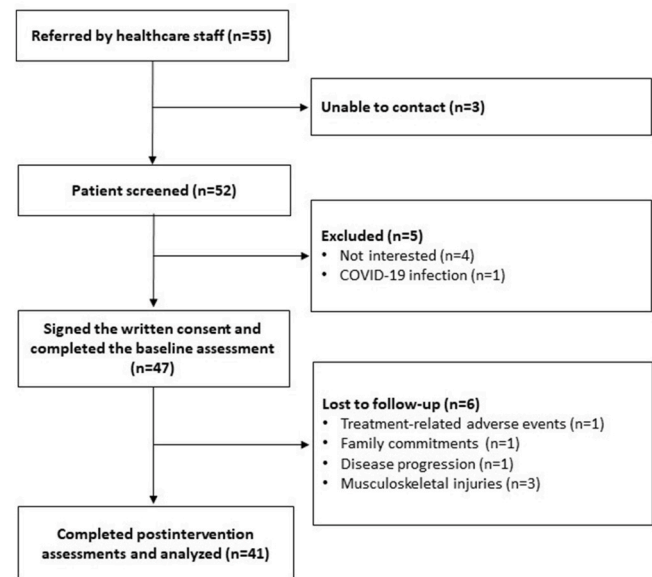 Referred by healthcare staff (n=55)
Unable to contact (n=3)
Patient screened (n=52)
Excluded (n=5)
• Not interested (n=4)
• COVID-19 infection (n=1)
Signed the written consent and
completed the baseline assessment
(n=47)
Lost to follow-up (n=6)
• Treatment-related adverse events (n=1)
• Family commitments (n=1)
• Disease progression (n=1)
• Musculoskeletal injuries (n=3)
Completed postintervention
assessments and analyzed (n=41)